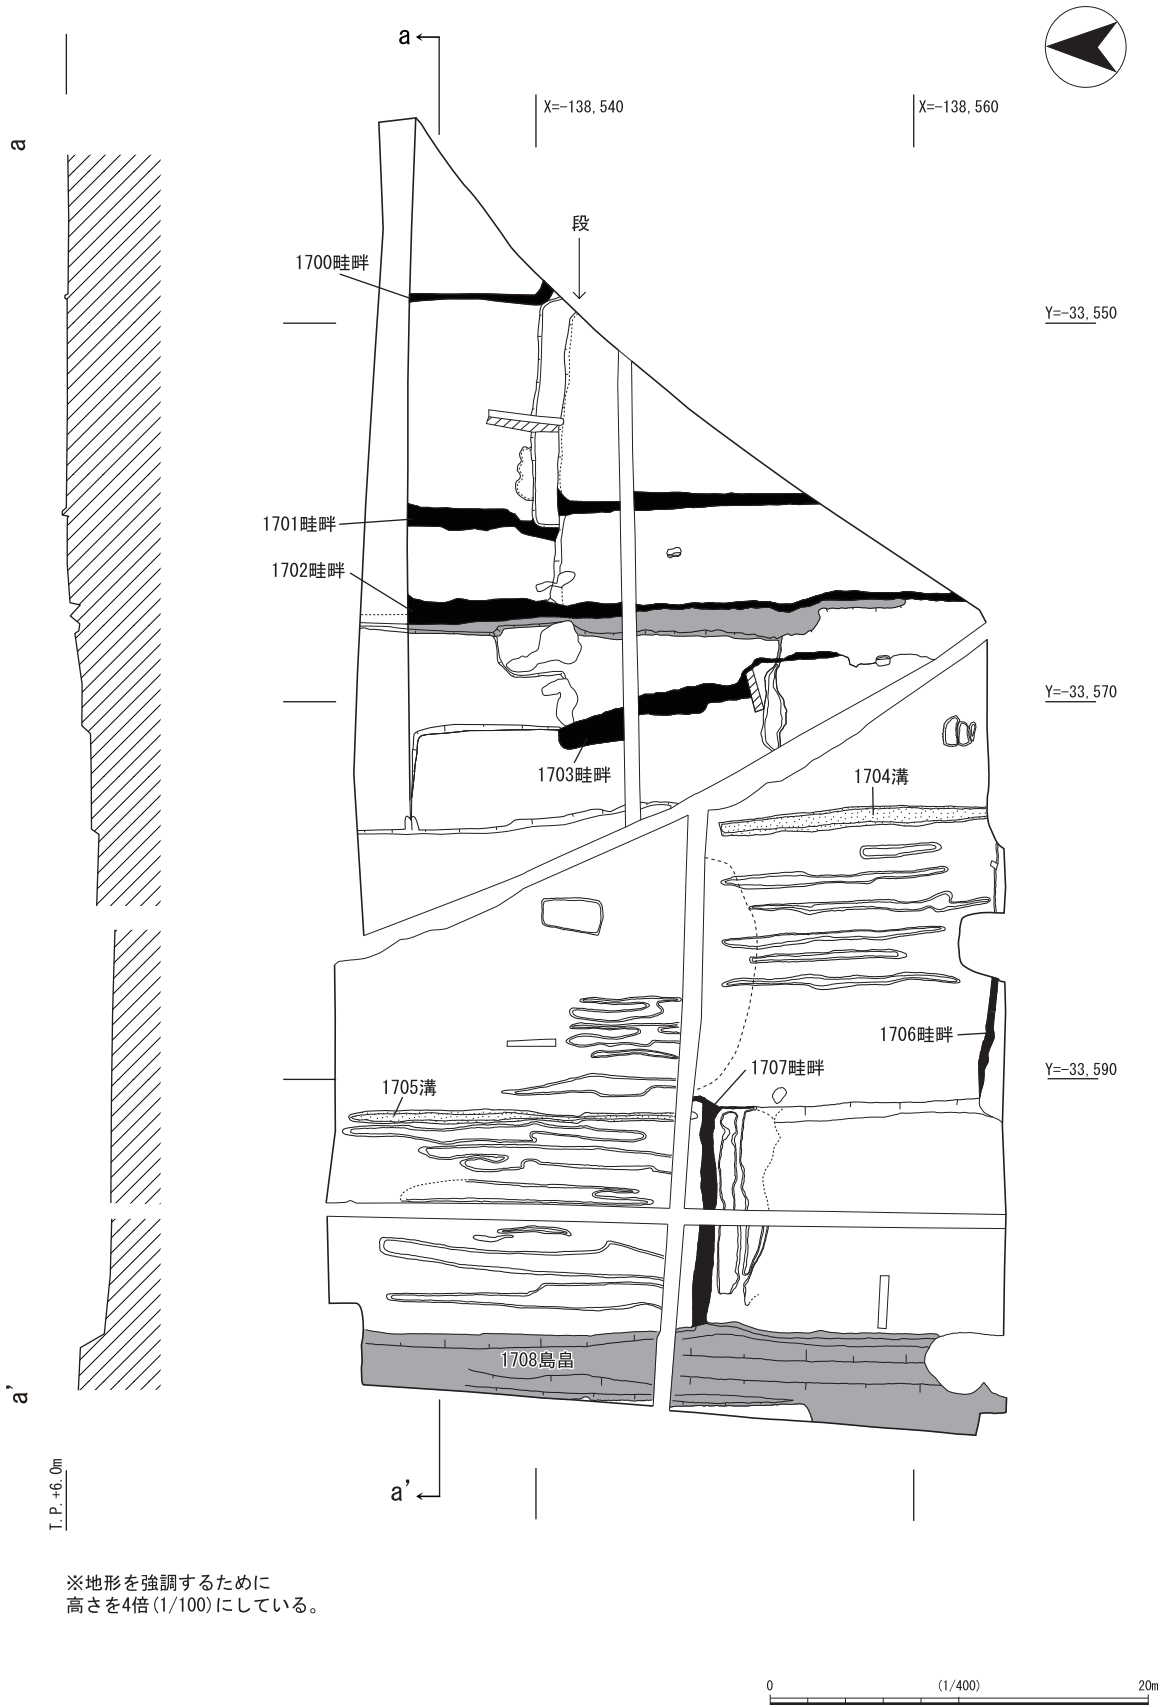 a
a
X=-138,540
X=-138,560
段
1700畦畔
Y=-33,550
1701畦畔
1702畦畔
Y=-33,570
1703畦畔
1704溝
1706畦畔
1707畦畔
Y=-33,590
1705溝
1708島畠
a'
a'
T.P.+6.0m
※地形を強調するために
高さを4倍(1/100)にしている。
0 (1/400) 20m